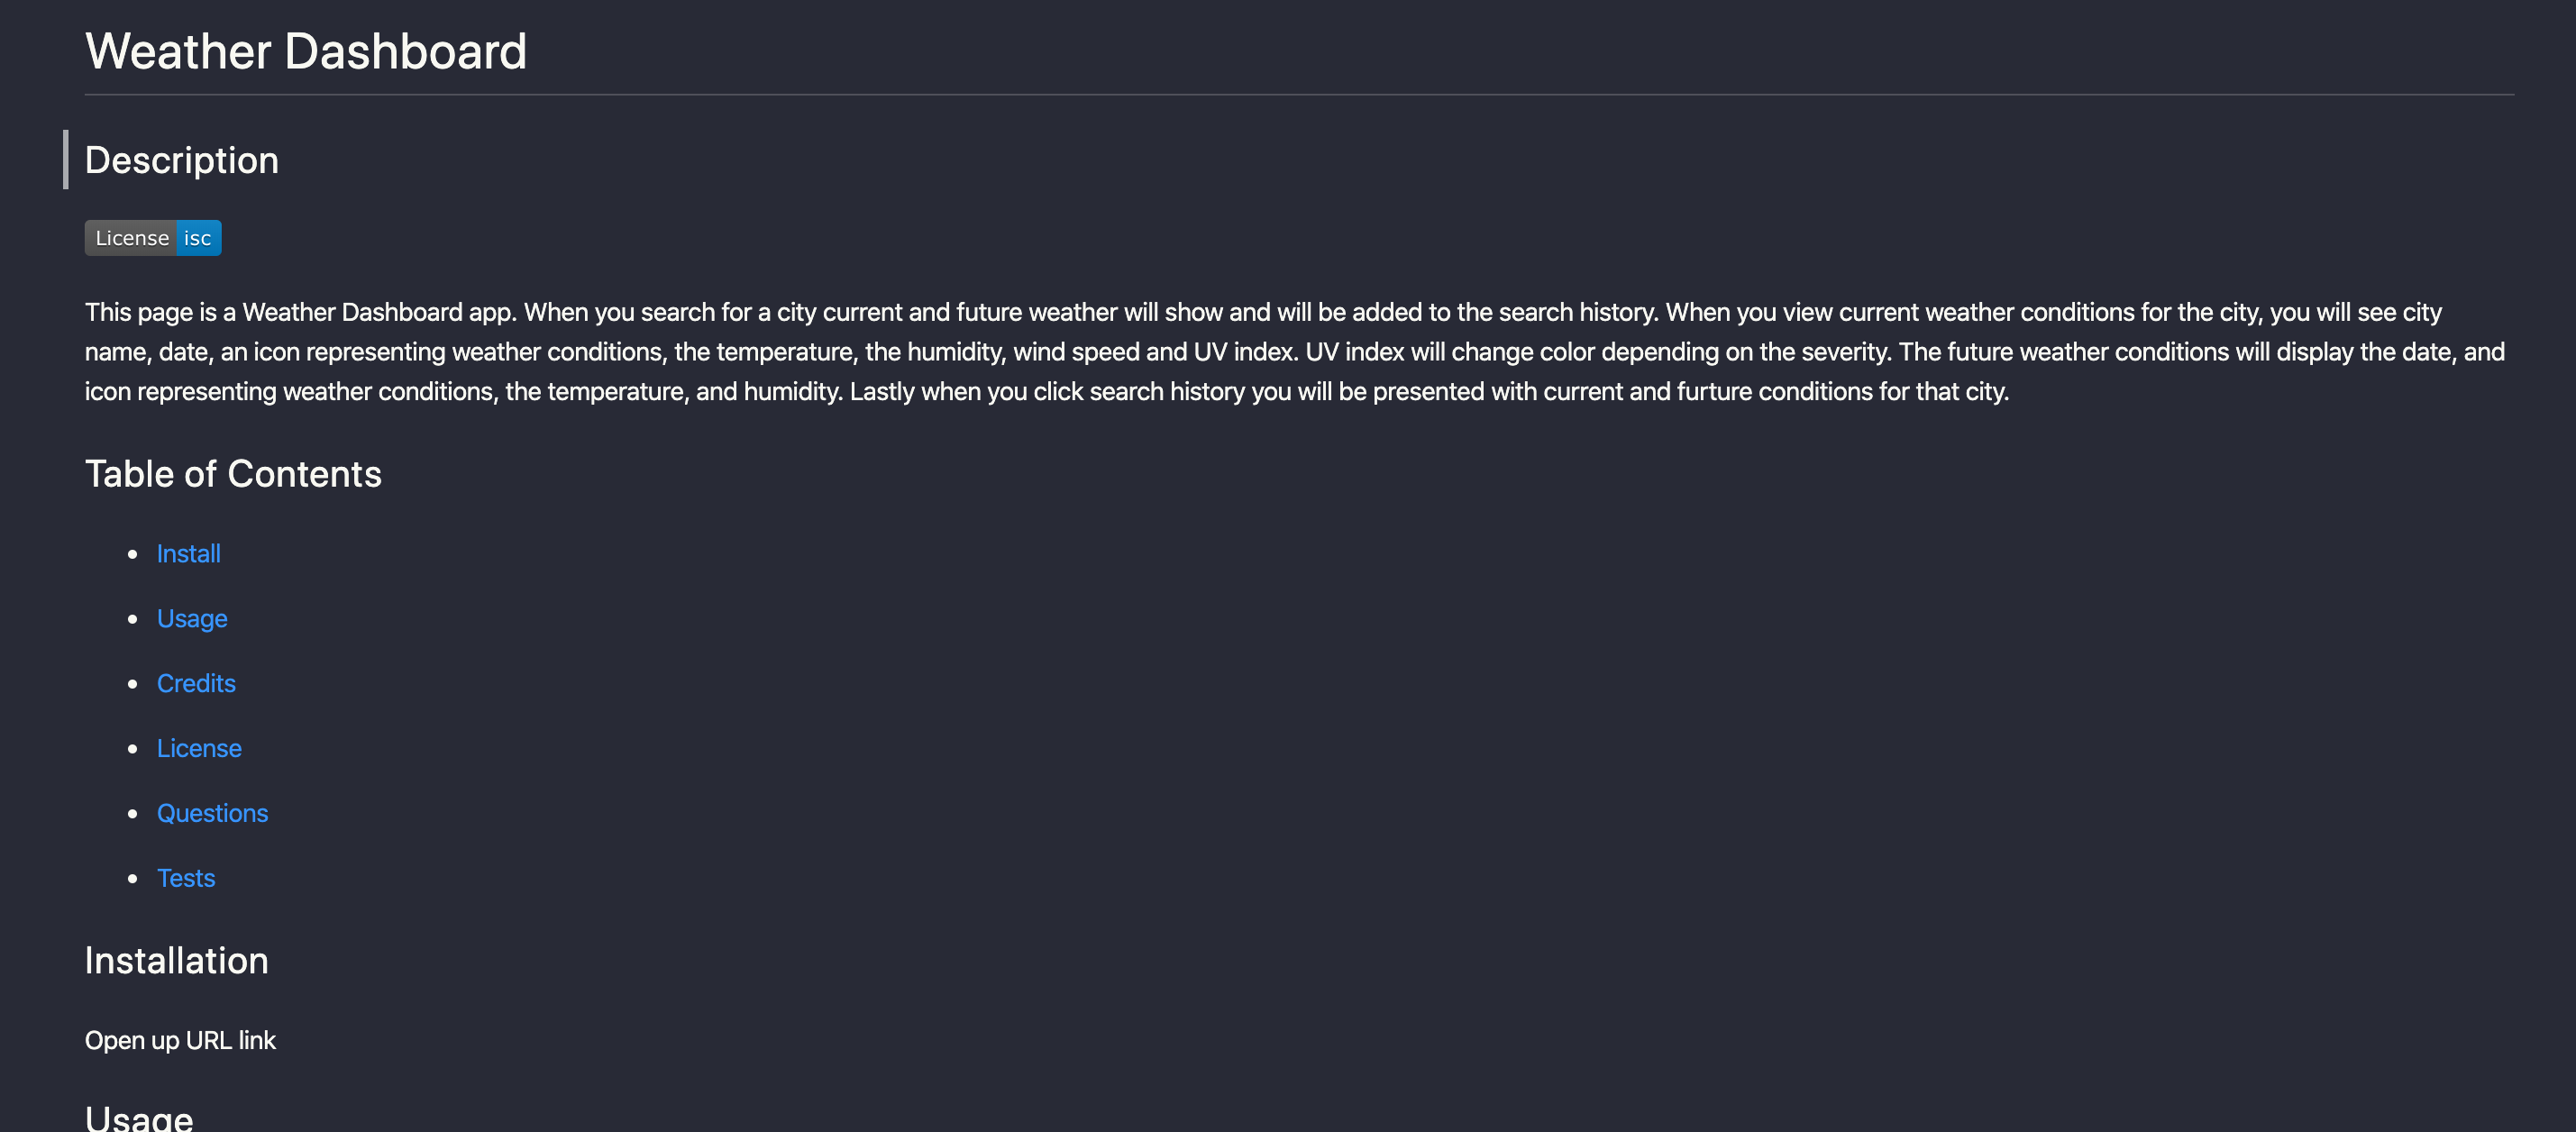 Weather Dashboard
Description
License isc
This page is a Weather Dashboard app. When you search for a city current and future weather will show and will be added to the search history. When you view current weather conditions for the city, you will see city
name, date, an icon representing weather conditions, the temperature, the humidity, wind speed and UV index. UV index will change color depending on the severity. The future weather conditions will display the date, and
icon representing weather conditions, the temperature, and humidity. Lastly when you click search history you will be presented with current and furture conditions for that city.
Table of Contents
• Install
• Usage
• Credits
• License
• Questions
• Tests
Installation
Open up URL link
Usage